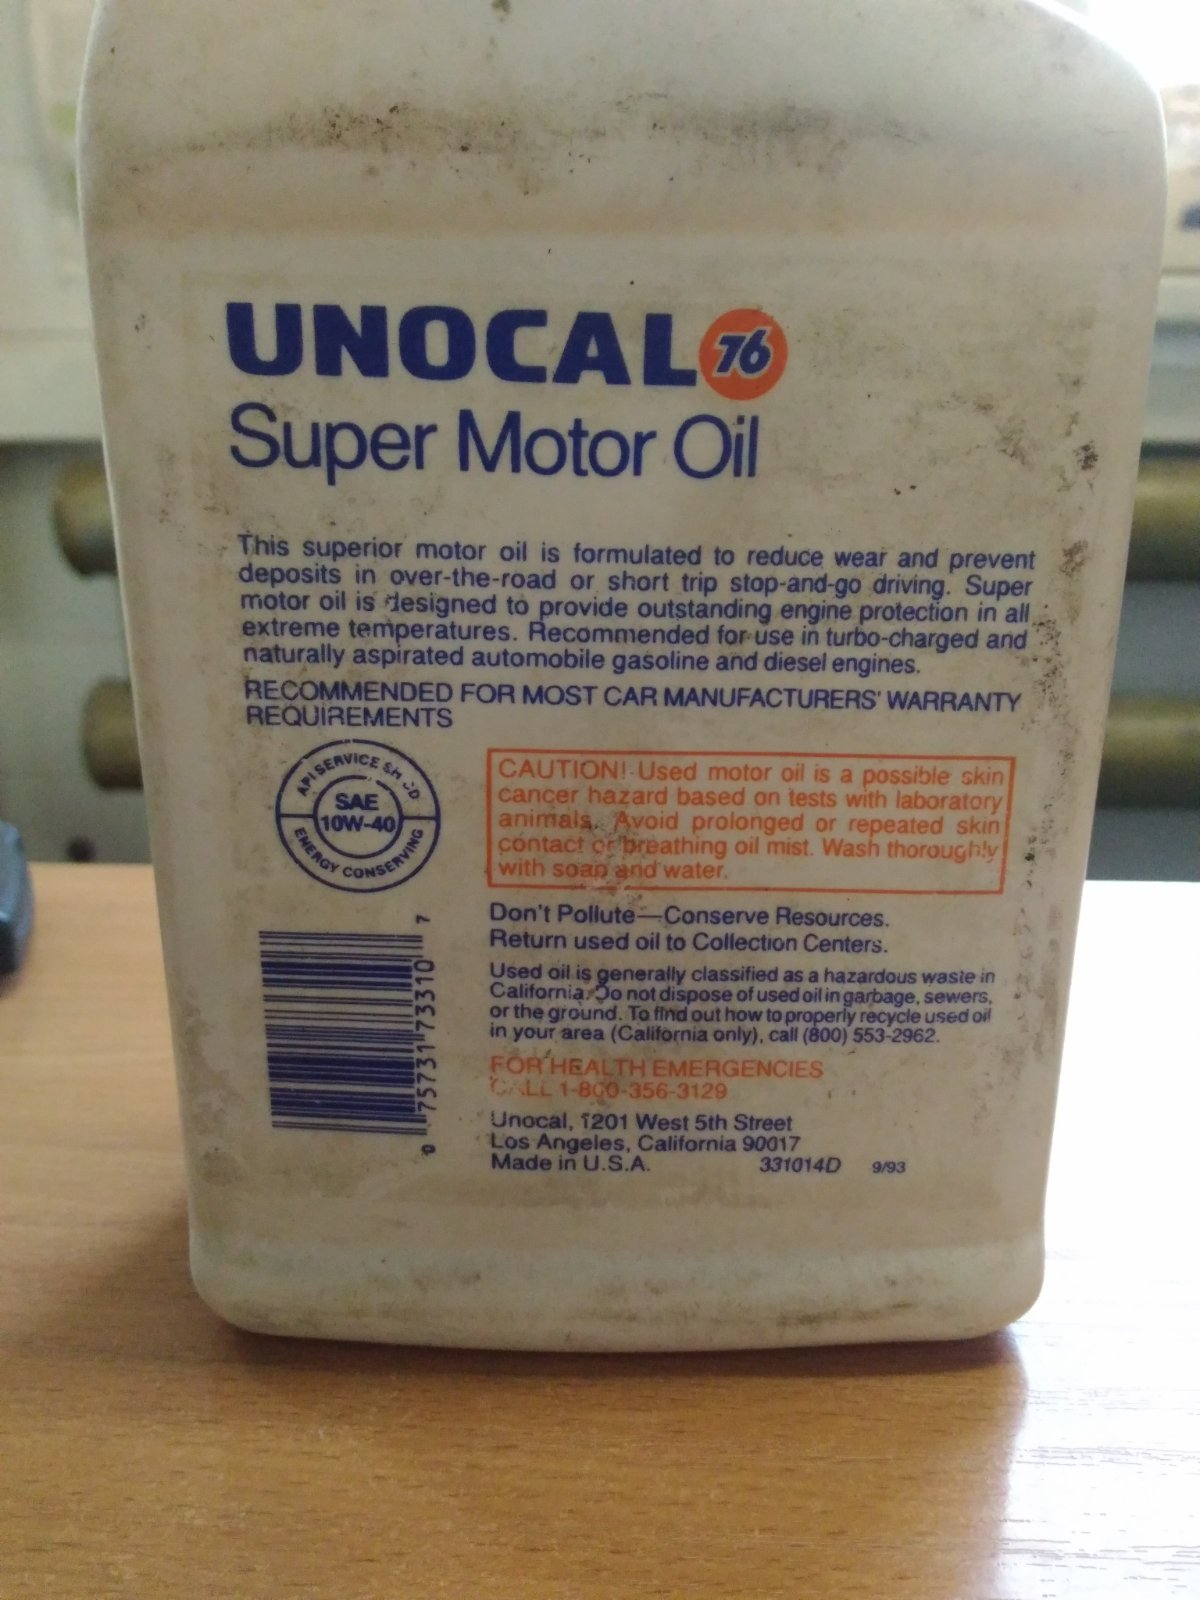 UNOCAL 76
Super Motor Oil
This superior motor oil is formulated to reduce wear and prevent
deposits in over-the-road or short trip stop-and-go driving. Super
motor oil is designed to provide outstanding engine protection in all
extreme temperatures. Recommended for use in turbo-charged and
naturally aspirated automobile gasoline and diesel engines.
RECOMMENDED FOR MOST CAR MANUFACTURERS' WARRANTY
REQUIREMENTS
API SERVICE
SAE
10W-40
ENERGY CONSERVING
CAUTION! Used motor oil is a possible skin
cancer hazard based on tests with laboratory
animals. Avoid prolonged or repeated skin
contact or breathing oil mist. Wash thoroughly
with soap and water.
Don't Pollute—Conserve Resources.
Return used oil to Collection Centers.
Used oil is generally classified as a hazardous waste in
California. Do not dispose of used oil in garbage, sewers,
or the ground. To find out how to properly recycle used oil
in your area (California only), call (800) 553-2962.
FOR HEALTH EMERGENCIES
CALL 1-800-356-3129
Unocal, 1201 West 5th Street
Los Angeles, California 90017
Made in U.S.A. 331014D 9/93
0 75731 73310 7